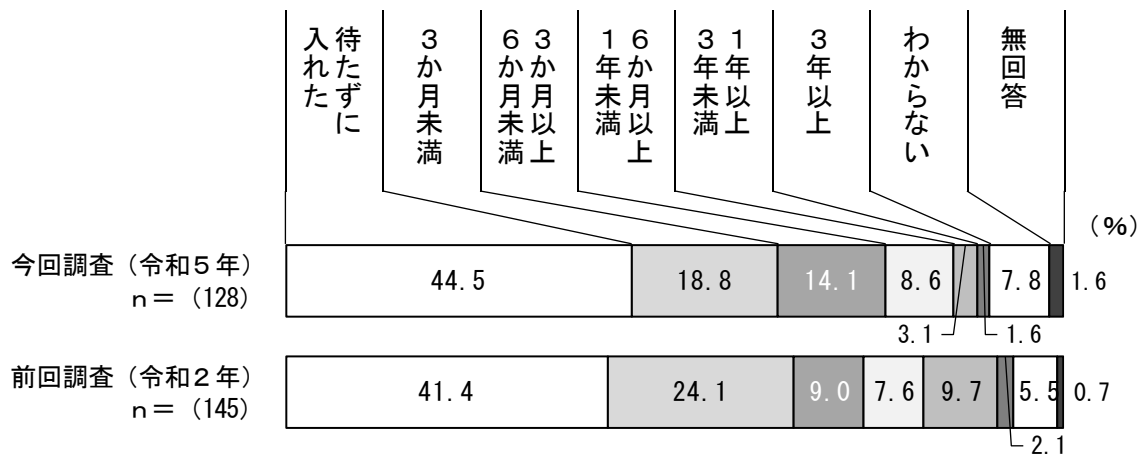 待たずに
入れた
３か月未満
３か月以上
６か月未満
６か月以上
１年未満
１年以上
３年未満
３年以上
わからない
無回答
（％）
今回調査（令和５年）
ｎ＝（128）
44.5
18.8
14.1
8.6
7.8
1.6
3.1
1.6
前回調査（令和２年）
ｎ＝（145）
41.4
24.1
9.0
7.6
9.7
5.5
0.7
2.1